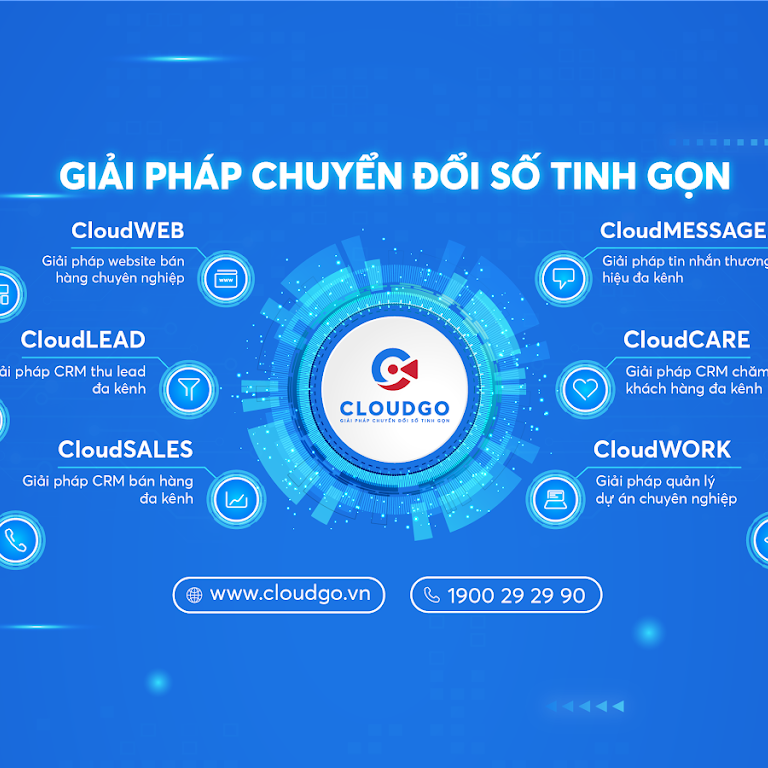 GIẢI PHÁP CHUYỂN ĐỔI SỐ TINH GỌN
CloudWEB
Giải pháp website bán
hàng chuyên nghiệp
www
CloudLEAD
pháp CRM thu lead
đa kênh
CloudSALES
Giải pháp CRM bán hàng
đa kênh
CLOUDGO
GIẢI PHÁP CHUYỂN ĐỔI SỐ TINH GỌN
CloudMESSAGE
Giải pháp tin nhắn thương
hiệu đa kênh
CloudCARE
Giải pháp CRM chăm
khách hàng đa kênh
CloudWORK
Giải pháp quản lý
dự án chuyên nghiệp
www.cloudgo.vn
1900 29 29 90